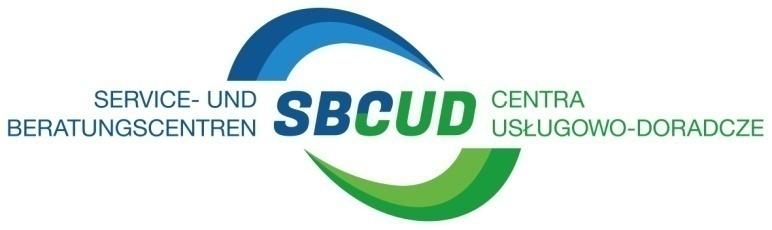 SERVICE- UND
BERATUNGSCENTREN
SBCUD
CENTRA
USŁUGOWO-DORADCZE